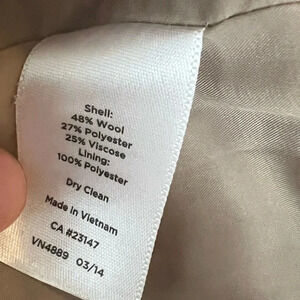 Shell:
48% Wool
27% Polyester
25% Viscose
Lining:
100% Polyester
Dry Clean
Made in Vietnam
CA #23147
VN4889 03/14